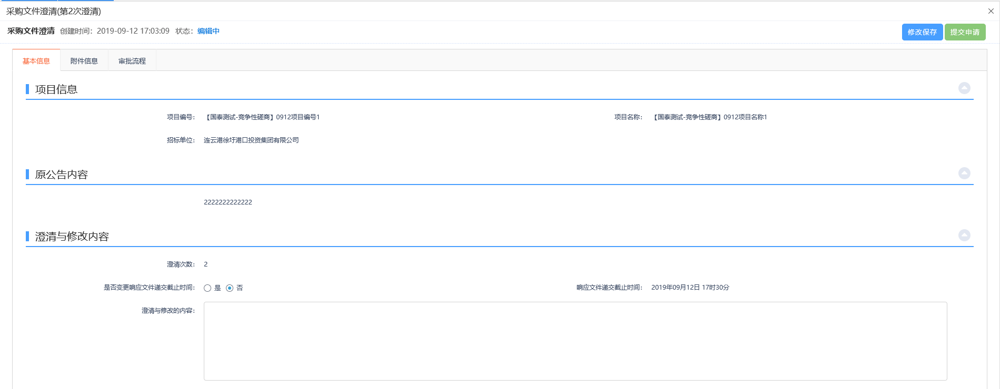 采购文件澄清(第2次澄清)
采购文件澄清 创建时间：2019-09-12 17:03:09 状态：编辑中 修改保存 提交申请
基本信息 附件信息 审批流程
项目信息
项目编号： 【国泰测试-竞争性磋商】0912项目编号1 项目名称： 【国泰测试-竞争性磋商】0912项目名称1
招标单位： 连云港徐圩港口投资集团有限公司
原公告内容
2222222222222
澄清与修改内容
澄清次数： 2
是否变更响应文件递交截止时间： 是 否 响应文件递交截止时间： 2019年09月12日 17时30分
澄清与修改的内容：